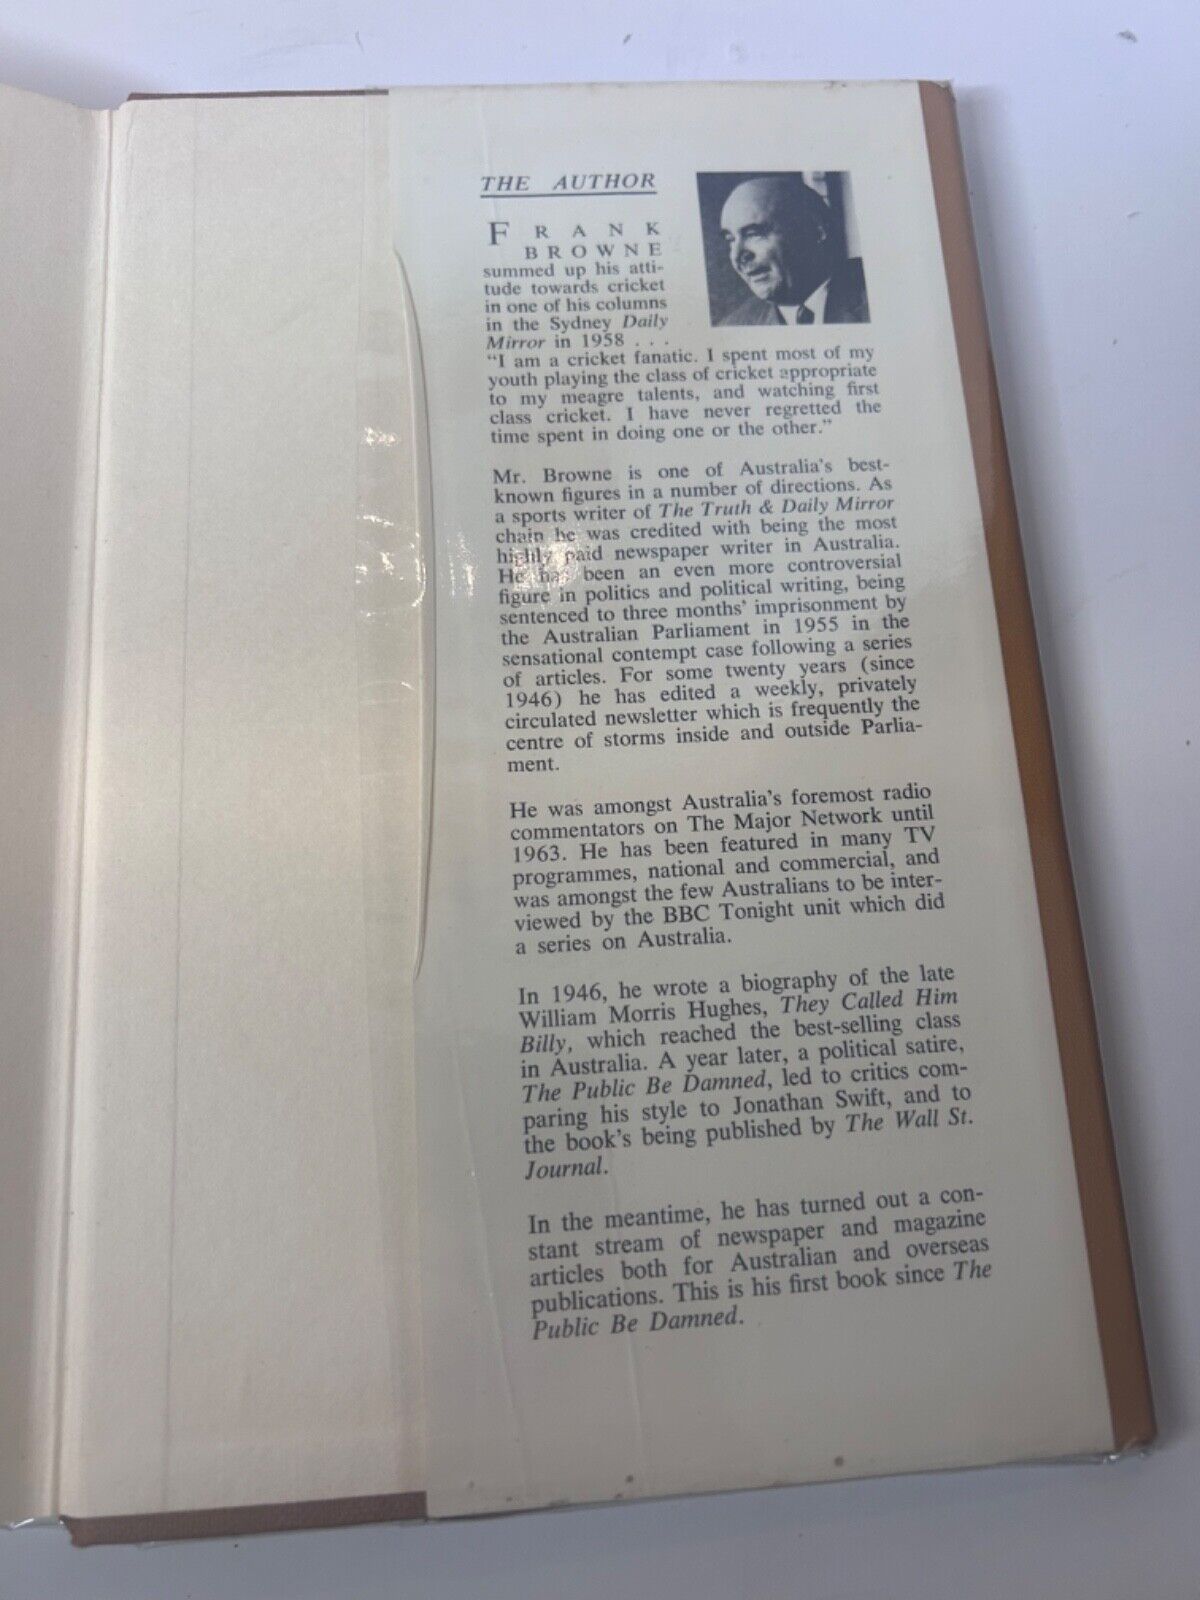 THE AUTHOR
FRANK
BROWNE
summed up his atti-
tude towards cricket
in one of his columns
in the Sydney Daily
Mirror in 1958 . . .
"I am a cricket fanatic. I spent most of my
youth playing the class of cricket appropriate
to my meagre talents, and watching first
class cricket. I have never regretted the
time spent in doing one or the other."
Mr. Browne is one of Australia's best-
known figures in a number of directions. As
a sports writer of The Truth & Daily Mirror
chain he was credited with being the most
highly paid newspaper writer in Australia.
He has been an even more controversial
figure in politics and political writing, being
sentenced to three months' imprisonment by
the Australian Parliament in 1955 in the
sensational contempt case following a series
of articles. For some twenty years (since
1946) he has edited a weekly, privately
circulated newsletter which is frequently the
centre of storms inside and outside Parlia-
ment.
He was amongst Australia's foremost radio
commentators on The Major Network until
1963. He has been featured in many TV
programmes, national and commercial, and
was amongst the few Australians to be inter-
viewed by the BBC Tonight unit which did
a series on Australia.
In 1946, he wrote a biography of the late
William Morris Hughes, They Called Him
Billy, which reached the best-selling class
in Australia. A year later, a political satire,
The Public Be Damned, led to critics com-
paring his style to Jonathan Swift, and to
the book's being published by The Wall St.
Journal.
In the meantime, he has turned out a con-
stant stream of newspaper and magazine
articles both for Australian and overseas
publications. This is his first book since The
Public Be Damned.